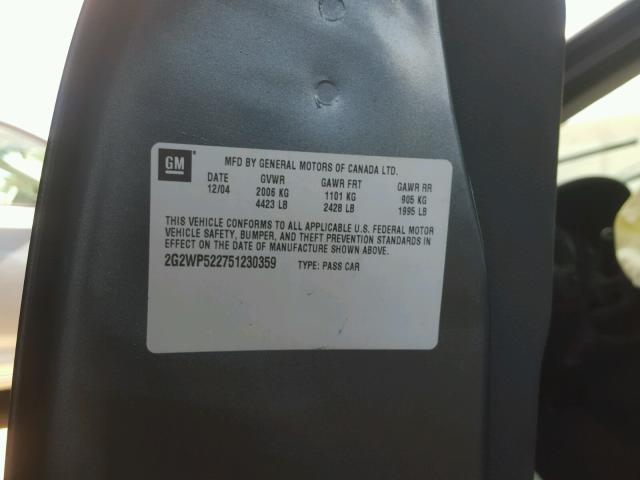 GM MFD BY GENERAL MOTORS OF CANADA LTD.
DATE GVWR GAWR FRT GAWR RR
12/04 2006 KG 1101 KG 905 KG
4423 LB 2428 LB 1995 LB
THIS VEHICLE CONFORMS TO ALL APPLICABLE U.S. FEDERAL MOTOR
VEHICLE SAFETY, BUMPER, AND THEFT PREVENTION STANDARDS IN
EFFECT ON THE DATE OF MANUFACTURE SHOWN ABOVE.
2G2WP522751230359 TYPE: PASS CAR